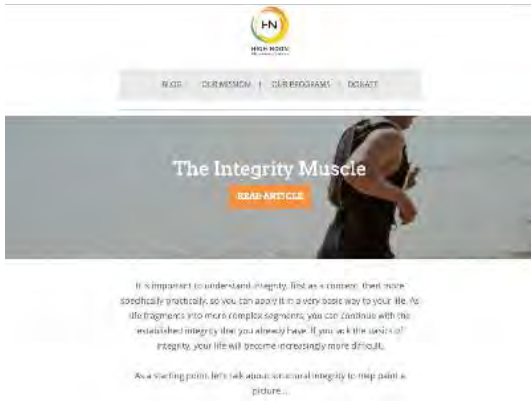 HN
HIGH NOON
BLOG OUR MISSION | OUR PROGRAMS DONATE
The Integrity Muscle
READ ARTICLE
It is important to understand integrity, first as a concept, then more
specifically practically, so you can apply it in a very basic way to your life. As
life fragments into more complex segments, you can continue with the
established integrity that you already have. If you lack the basics of
integrity, your life will become increasingly more difficult.
As a starting point, let's talk about structural integrity to help paint a
picture...